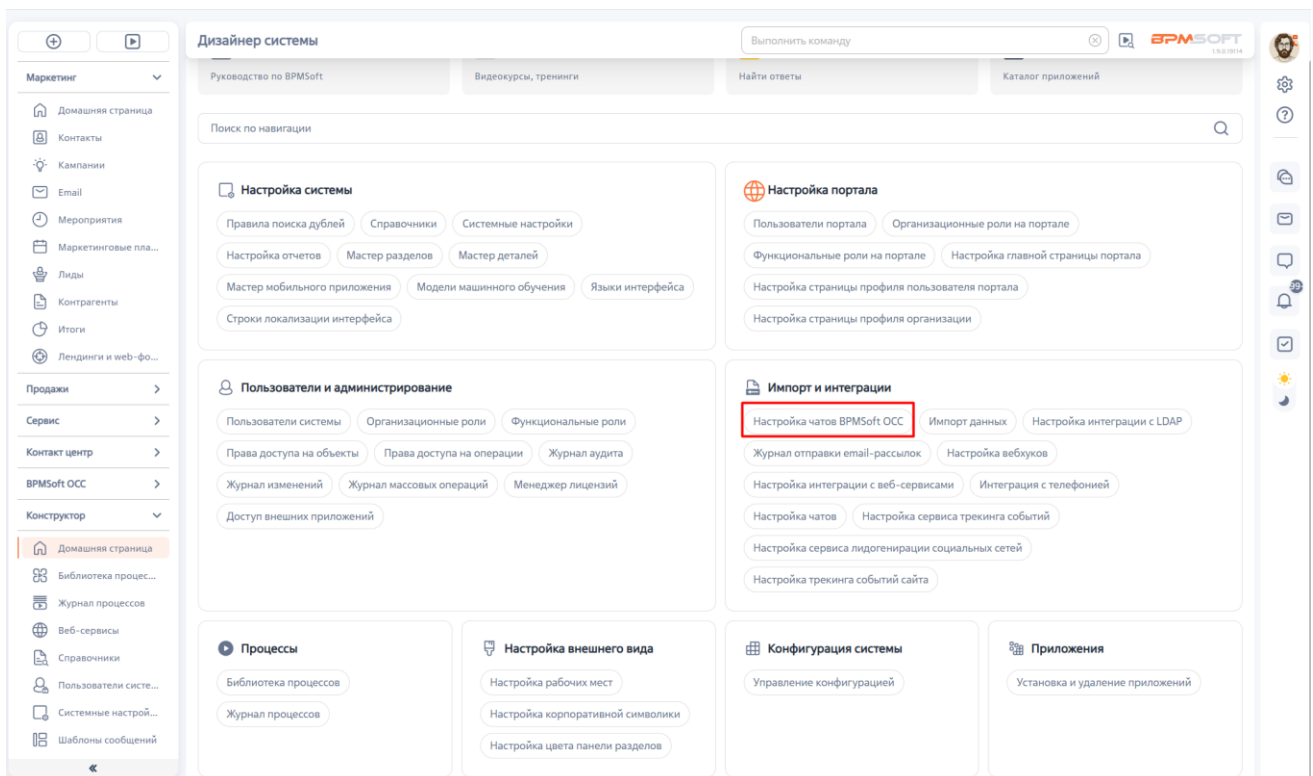 Дизайнер системы
Выполнить команду
BPMSOFT
Маркетинг
Домашняя страница
Контакты
Кампании
Email
Мероприятия
Маркетинговые пла...
Лиды
Контрагенты
Итоги
Лендинги и web-фо...
Продажи
Сервис
Контакт центр
BPMSoft OCC
Конструктор
Домашняя страница
Библиотека процес...
Журнал процессов
Веб-сервисы
Справочники
Пользователи систе...
Системные настрой...
Шаблоны сообщений
Руководство по BPMSoft
Видеокурсы, тренинги
Найти ответы
Каталог приложений
Поиск по навигации
Настройка системы
Правила поиска дублей Справочники Системные настройки
Настройка отчетов Мастер разделов Мастер деталей
Мастер мобильного приложения Модели машинного обучения Языки интерфейса
Строки локализации интерфейса
Настройка портала
Пользователи портала Организационные роли на портале
Функциональные роли на портале Настройка главной страницы портала
Настройка страницы профиля пользователя портала
Настройка страницы профиля организации
Пользователи и администрирование
Пользователи системы Организационные роли Функциональные роли
Права доступа на объекты Права доступа на операции Журнал аудита
Журнал изменений Журнал массовых операций Менеджер лицензий
Доступ внешних приложений
Импорт и интеграции
Настройка чатов BPMSoft OCC Импорт данных Настройка интеграции с LDAP
Журнал отправки email-рассылок Настройка вебхуков
Настройка интеграции с веб-сервисами Интеграция с телефонией
Настройка чатов Настройка сервиса трекинга событий
Настройка сервиса лидогенирации социальных сетей
Настройка трекинга событий сайта
Процессы
Библиотека процессов
Журнал процессов
Настройка внешнего вида
Настройка рабочих мест
Настройка корпоративной символики
Настройка цвета панели разделов
Конфигурация системы
Управление конфигурацией
Приложения
Установка и удаление приложений
99